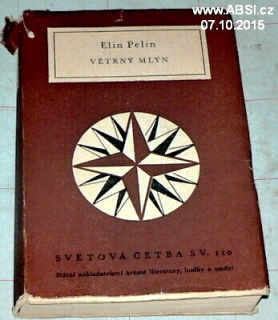 www.ABSI.cz
07.10.2015
Elin Pelin
VĚTRNÝ MLÝN
SVĚTOVÁ ČETBA SV. 110
Státní nakladatelství krásné literatury, hudby a umění